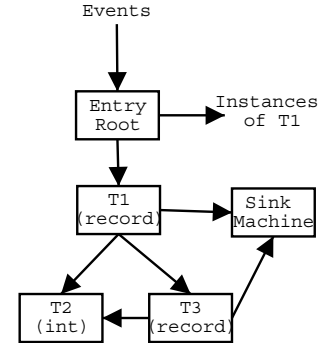 Events
Entry
Root
Instances
of T1
T1
(record)
Sink
Machine
T2
(int)
T3
(record)